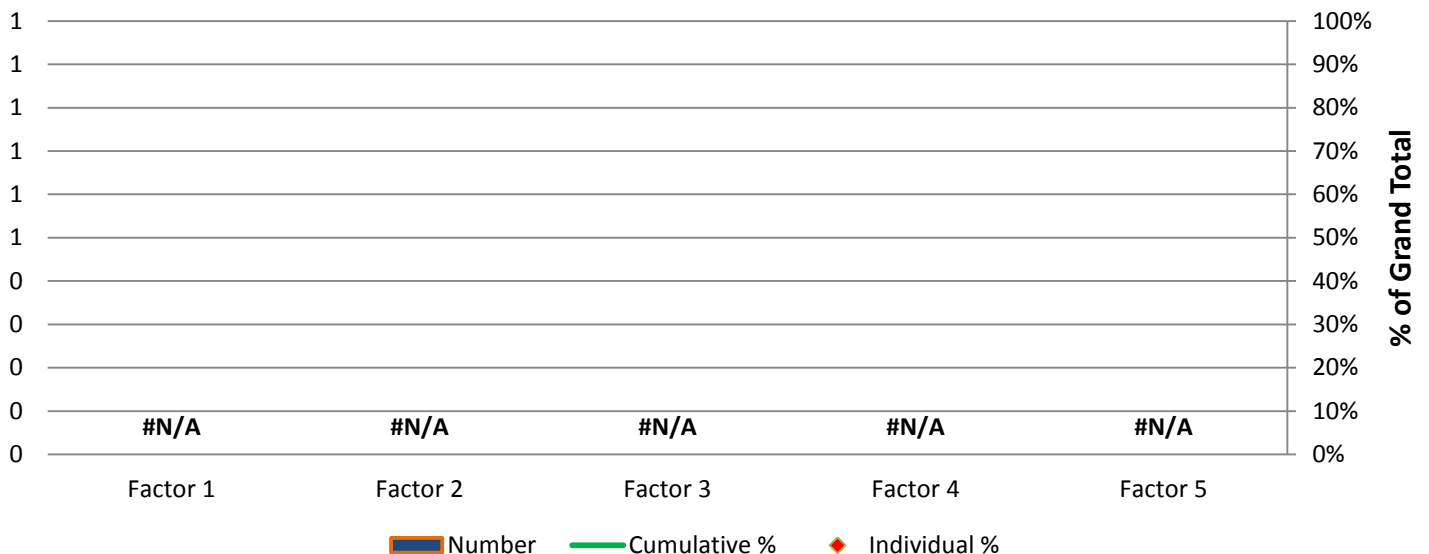 1 100%
1 90%
1 80%
1 70%
1 60%
1 50%
0 40%
0 30%
0 20%
0 10%
0 0%
% of Grand Total
#N/A #N/A #N/A #N/A #N/A
Factor 1 Factor 2 Factor 3 Factor 4 Factor 5
Number Cumulative % Individual %